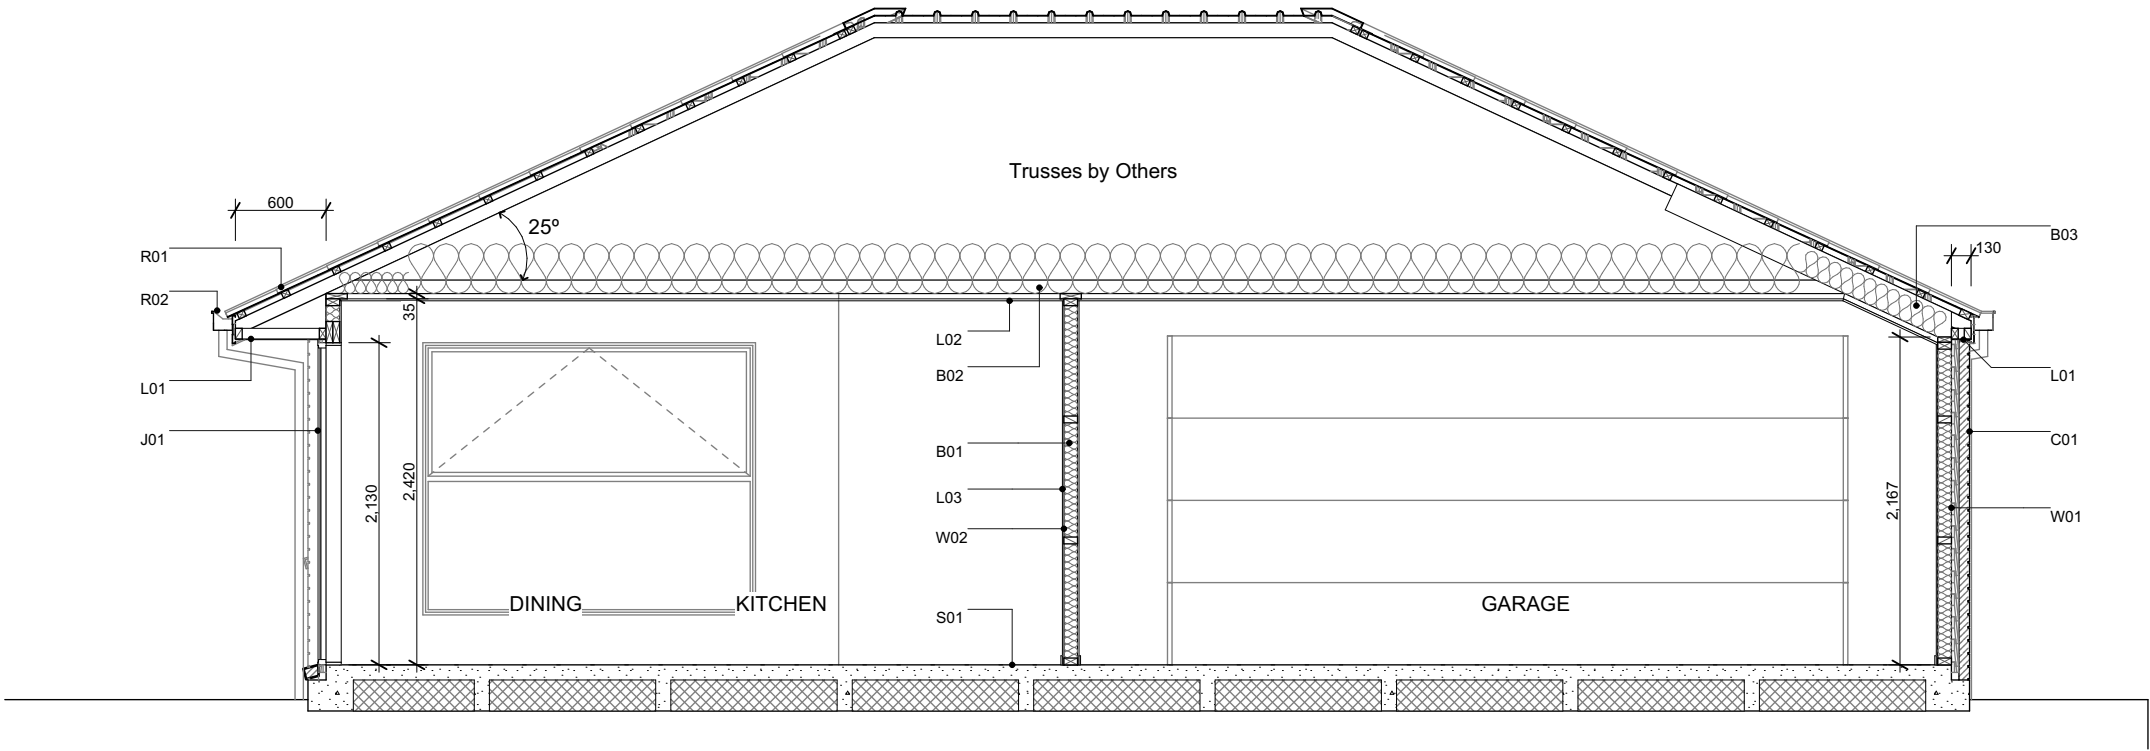 Trusses by Others
600
25°
R01
B03
130
R02
35
L02
B02
L01
L01
J01
C01
B01
2,420
2,130
L03
2,167
W01
W02
DINING
KITCHEN
GARAGE
S01